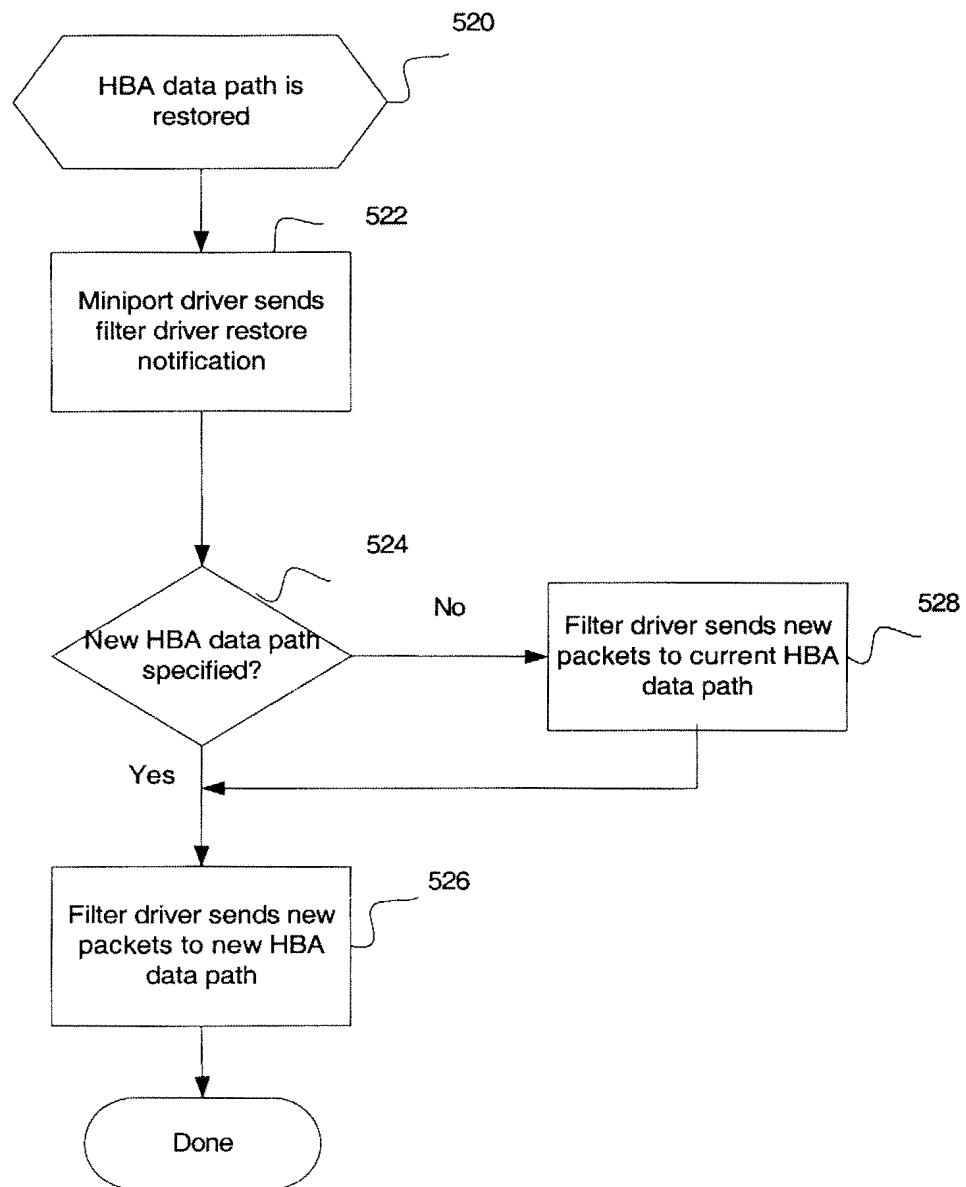 520
HBA data path is
restored
522
Miniport driver sends
filter driver restore
notification
524
New HBA data path
specified?
No
528
Filter driver sends new
packets to current HBA
data path
Yes
526
Filter driver sends new
packets to new HBA
data path
Done